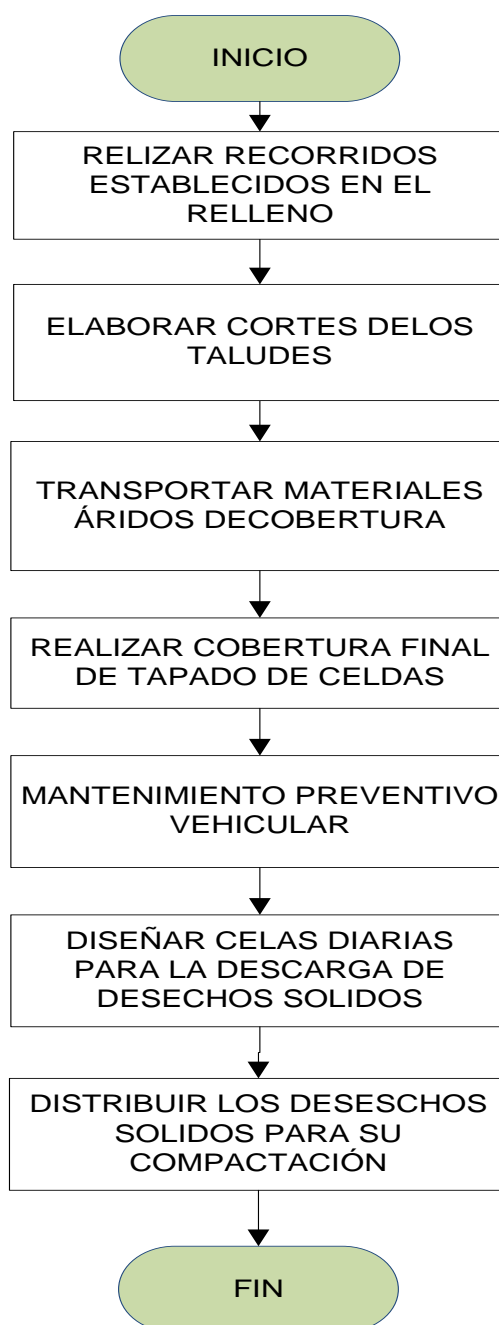 INICIO
RELIZAR RECORRIDOS
ESTABLECIDOS EN EL
RELLENO
ELABORAR CORTES DELOS
TALUDES
TRANSPORTAR MATERIALES
ÁRIDOS DECOBERTURA
REALIZAR COBERTURA FINAL
DE TAPADO DE CELDAS
MANTENIMIENTO PREVENTIVO
VEHICULAR
DISEÑAR CELAS DIARIAS
PARA LA DESCARGA DE
DESECHOS SOLIDOS
DISTRIBUIR LOS DESESCHOS
SOLIDOS PARA SU
COMPACTACIÓN
FIN